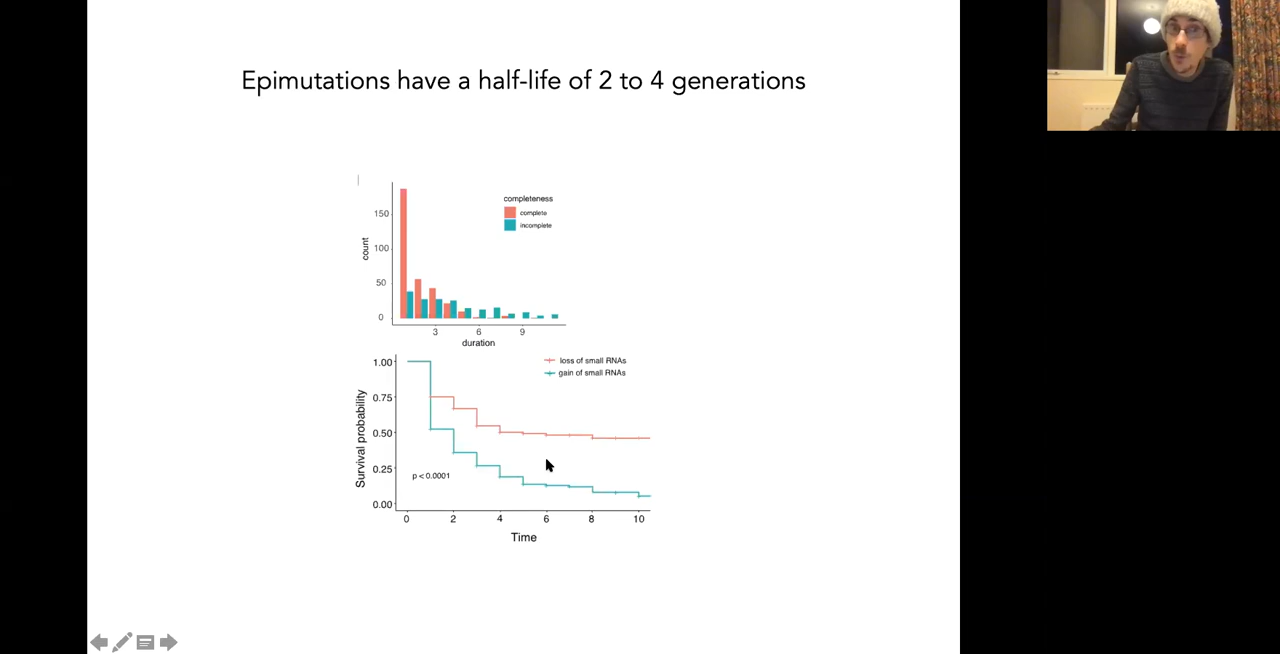 Epimutations have a half-life of 2 to 4 generations
completeness
complete
incomplete
150
100
50
0
count
3 6 9
duration
loss of small RNAs
gain of small RNAs
1.00
0.75
0.50
0.25
0.00
Survival probability
p < 0.0001
0 2 4 6 8 10
Time